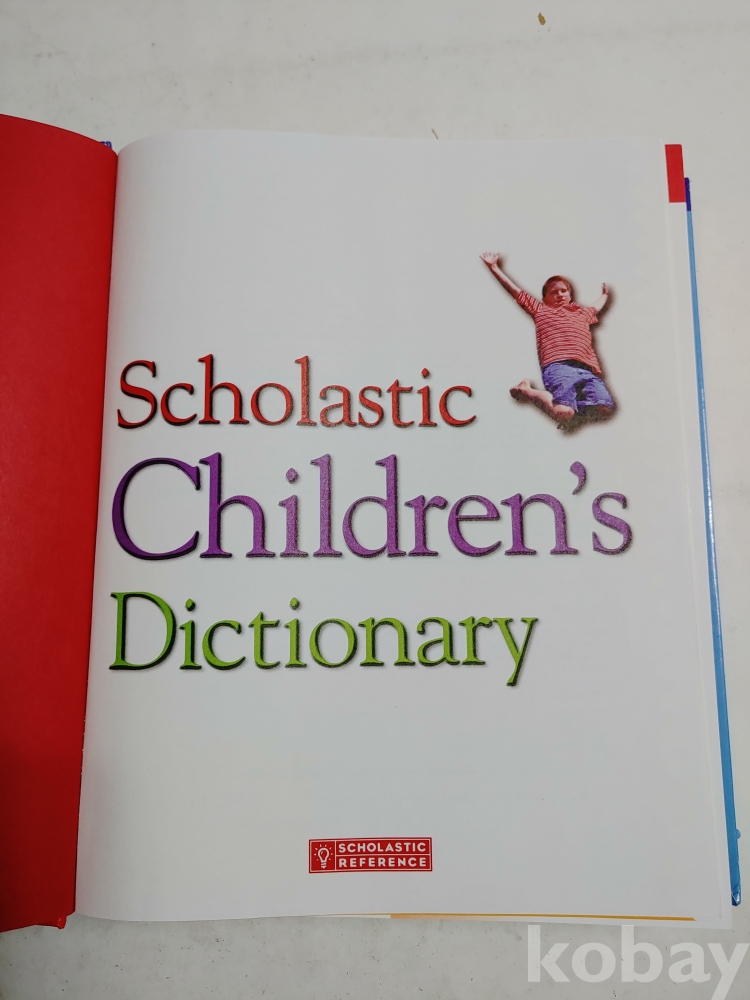 Scholastic
Children's
Dictionary
SCHOLASTIC
REFERENCE
kobay